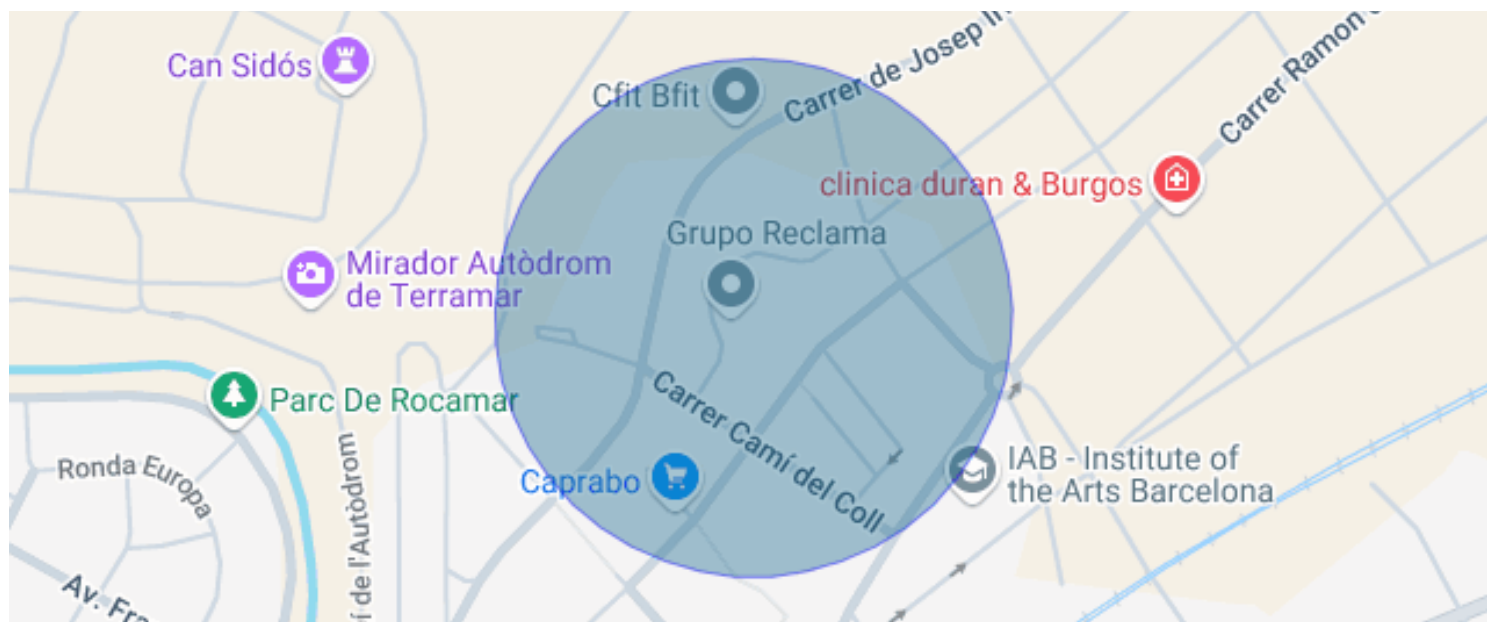 Can Sidós
Cfit Bfit
Carrer de Josep
Carrer Ramon
clinica duran & Burgos
Grupo Reclama
Mirador Autòdrom
de Terramar
Parc De Rocamar
Carrer Camí del Coll
Ronda Europa
Caprabo
IAB - Institute of
the Arts Barcelona
de l'Autòdrom
Av.